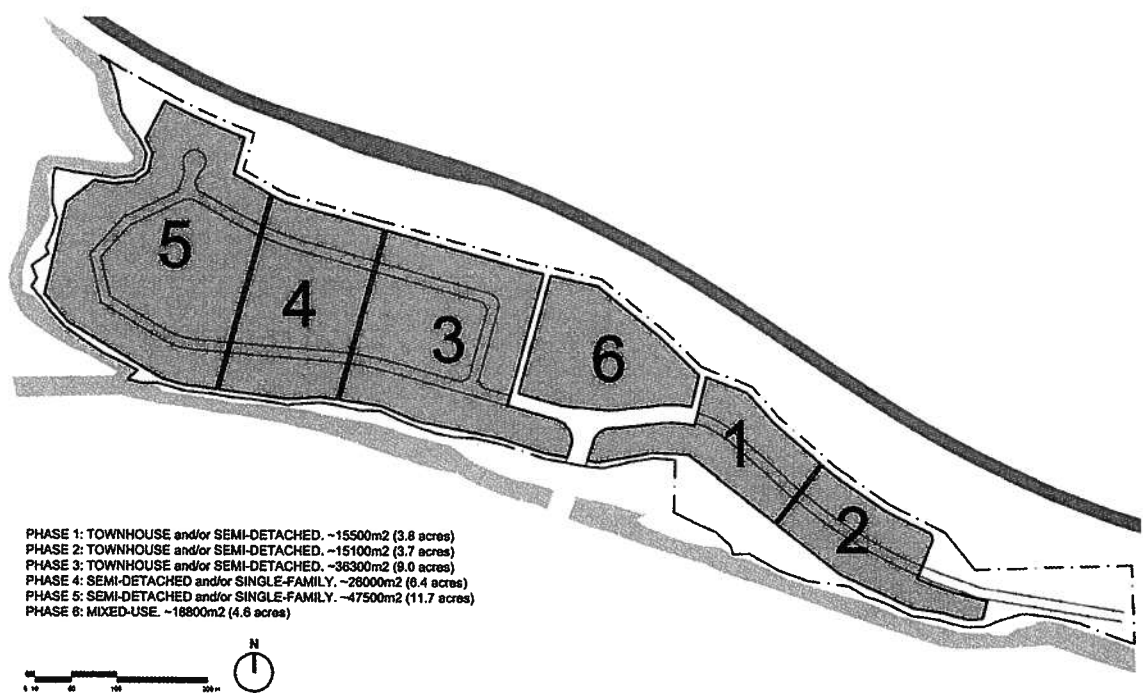 5
4
3
6
1
2
PHASE 1: TOWNHOUSE and/or SEMI-DETACHED. ~15500m2 (3.8 acres)
PHASE 2: TOWNHOUSE and/or SEMI-DETACHED. ~15100m2 (3.7 acres)
PHASE 3: TOWNHOUSE and/or SEMI-DETACHED. ~36300m2 (9.0 acres)
PHASE 4: SEMI-DETACHED and/or SINGLE-FAMILY. ~26000m2 (6.4 acres)
PHASE 5: SEMI-DETACHED and/or SINGLE-FAMILY. ~47500m2 (11.7 acres)
PHASE 6: MIXED-USE. ~18800m2 (4.6 acres)
N